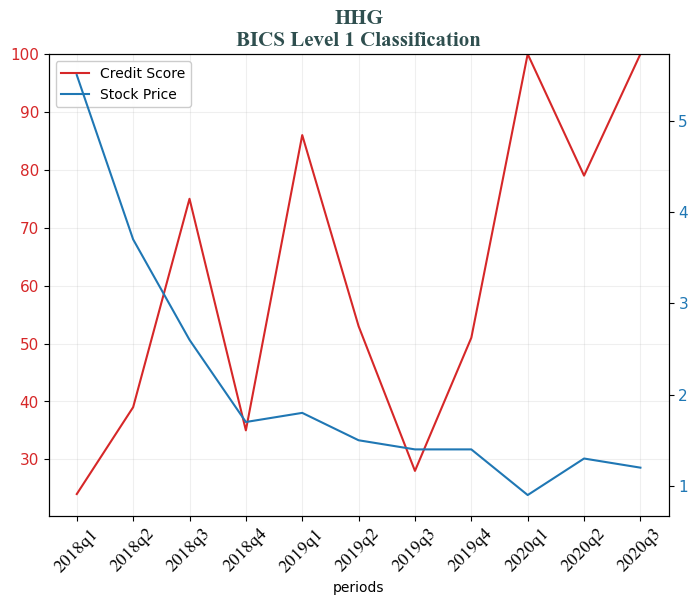 HHG
BICS Level 1 Classification
Credit Score
Stock Price
100
90
80
70
60
50
40
30
5
4
3
2
1
2018q1
2018q2
2018q3
2018q4
2019q1
2019q2
2019q3
2019q4
2020q1
2020q2
2020q3
periods